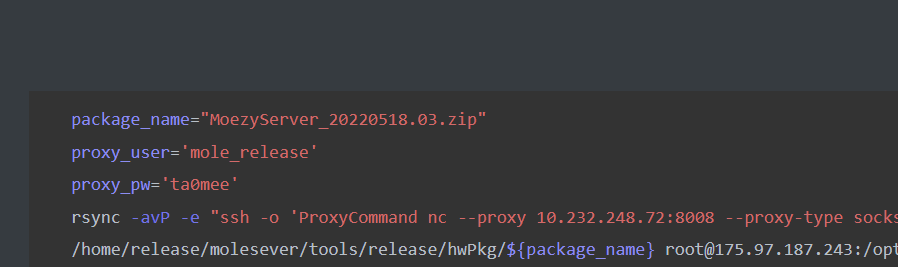 package_name="MoezyServer_20220518.03.zip"
proxy_user='mole_release'
proxy_pw='ta0mee'
rsync -avP -e "ssh -o 'ProxyCommand nc --proxy 10.232.248.72:8008 --proxy-type socks
/home/release/molesever/tools/release/hwPkg/${package_name} root@175.97.187.243:/opt